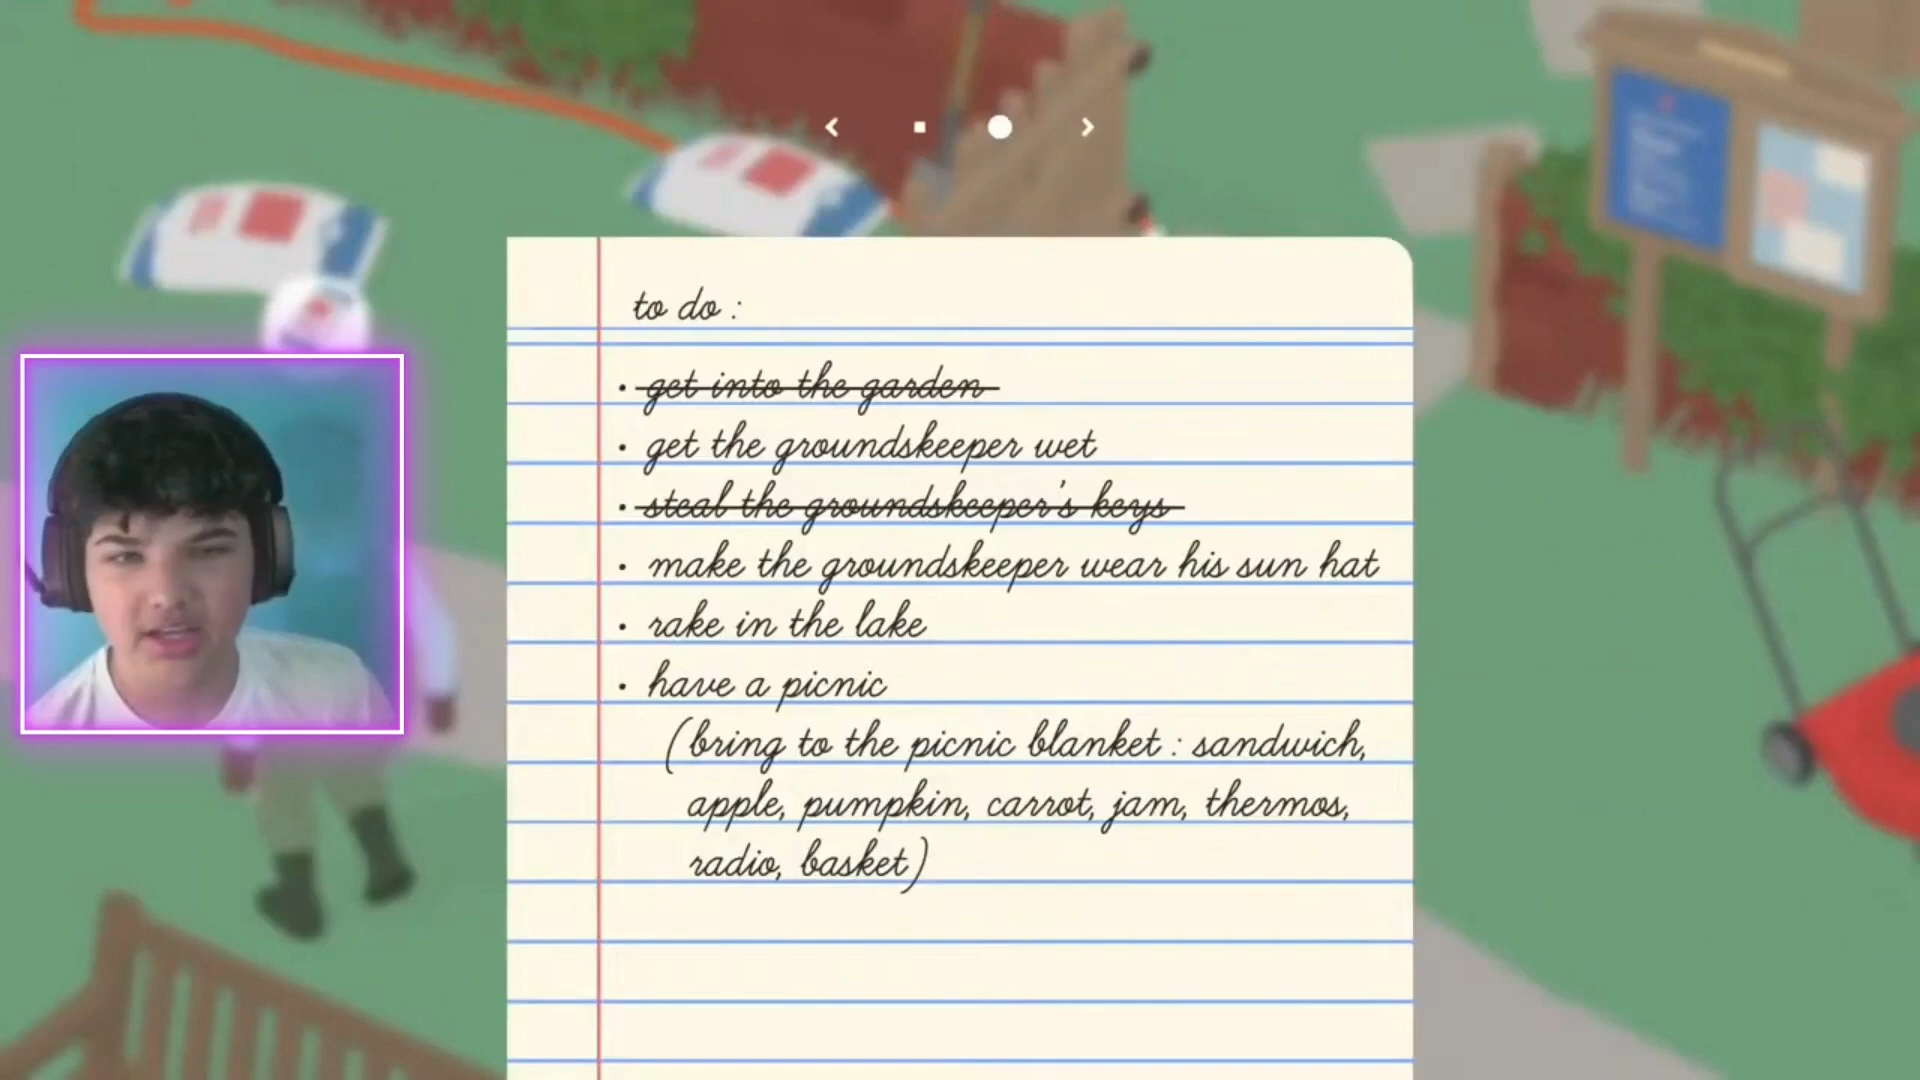 to do :
• get into the garden
• get the groundskeeper wet
• steal the groundskeeper's keys
• make the groundskeeper wear his sun hat
• rake in the lake
• have a picnic
(bring to the picnic blanket : sandwich,
apple, pumpkin, carrot, jam, thermos,
radio, basket)